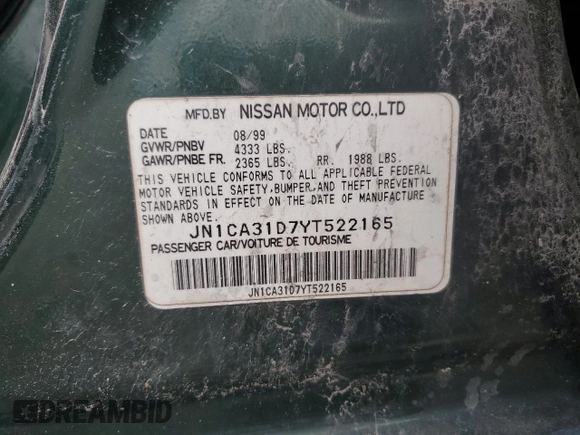 MFD.BY NISSAN MOTOR CO.,LTD
DATE 08/99
GVWR/PNBV 4333 LBS.
GAWR/PNBE FR. 2365 LBS. RR. 1988 LBS.
THIS VEHICLE CONFORMS TO ALL APPLICABLE FEDERAL
MOTOR VEHICLE SAFETY,BUMPER,AND THEFT PREVENTION
STANDARDS IN EFFECT ON THE DATE OF MANUFACTURE
SHOWN ABOVE.
JN1CA31D7YT522165
PASSENGER CAR/VOITURE DE TOURISME
JN1CA31D7YT522165
DREAMBID